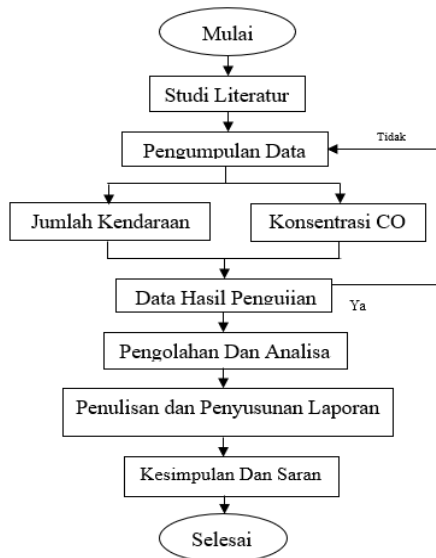 Mulai
Studi Literatur
Pengumpulan Data
Tidak
Jumlah Kendaraan
Konsentrasi CO
Data Hasil Pengujian
Ya
Pengolahan Dan Analisa
Penulisan dan Penyusunan Laporan
Kesimpulan Dan Saran
Selesai